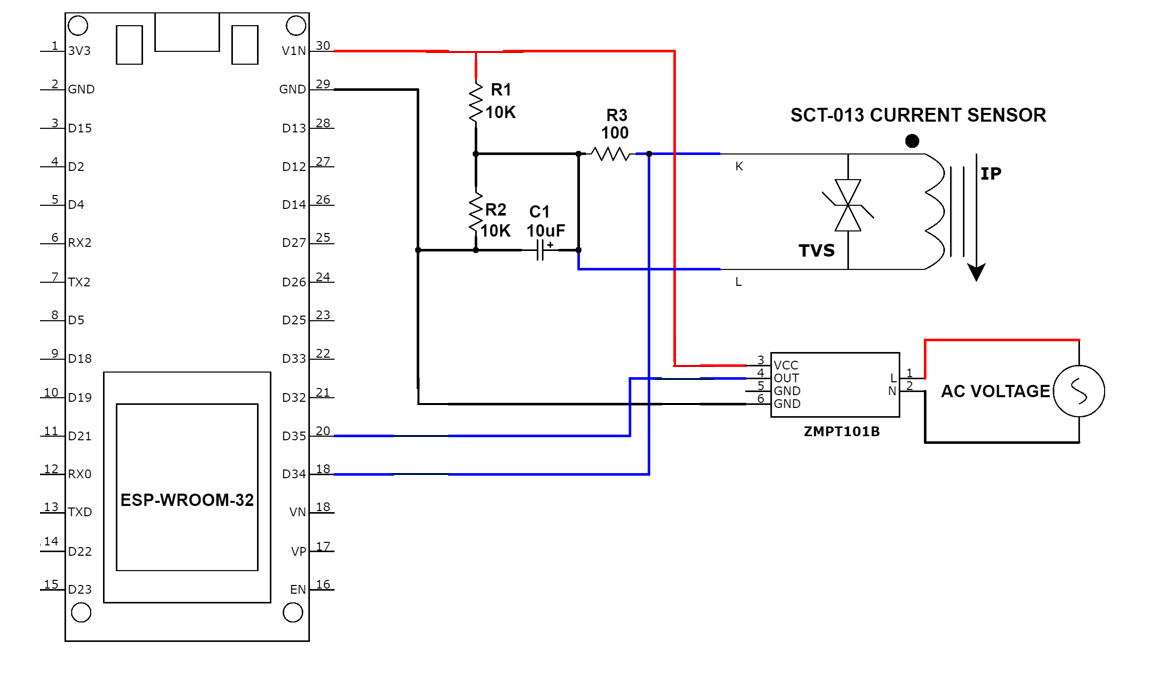 1 3V3
2 GND
3 D15
4 D2
5 D4
6 RX2
7 TX2
8 D5
9 D18
10 D19
11 D21
12 RX0
13 TXD
14 D22
15 D23
V1N 30
GND 29
D13 28
D12 27
D14 26
D27 25
D26 24
D25 23
D33 22
D32 21
D35 20
D34 18
VN 18
VP 17
EN 16
ESP-WROOM-32
R1
10K
R2
10K
C1
10uF
+
R3
100
SCT-013 CURRENT SENSOR
K
L
TVS
IP
3 VCC
4 OUT
5 GND
6 GND
L 1
N 2
ZMPT101B
AC VOLTAGE